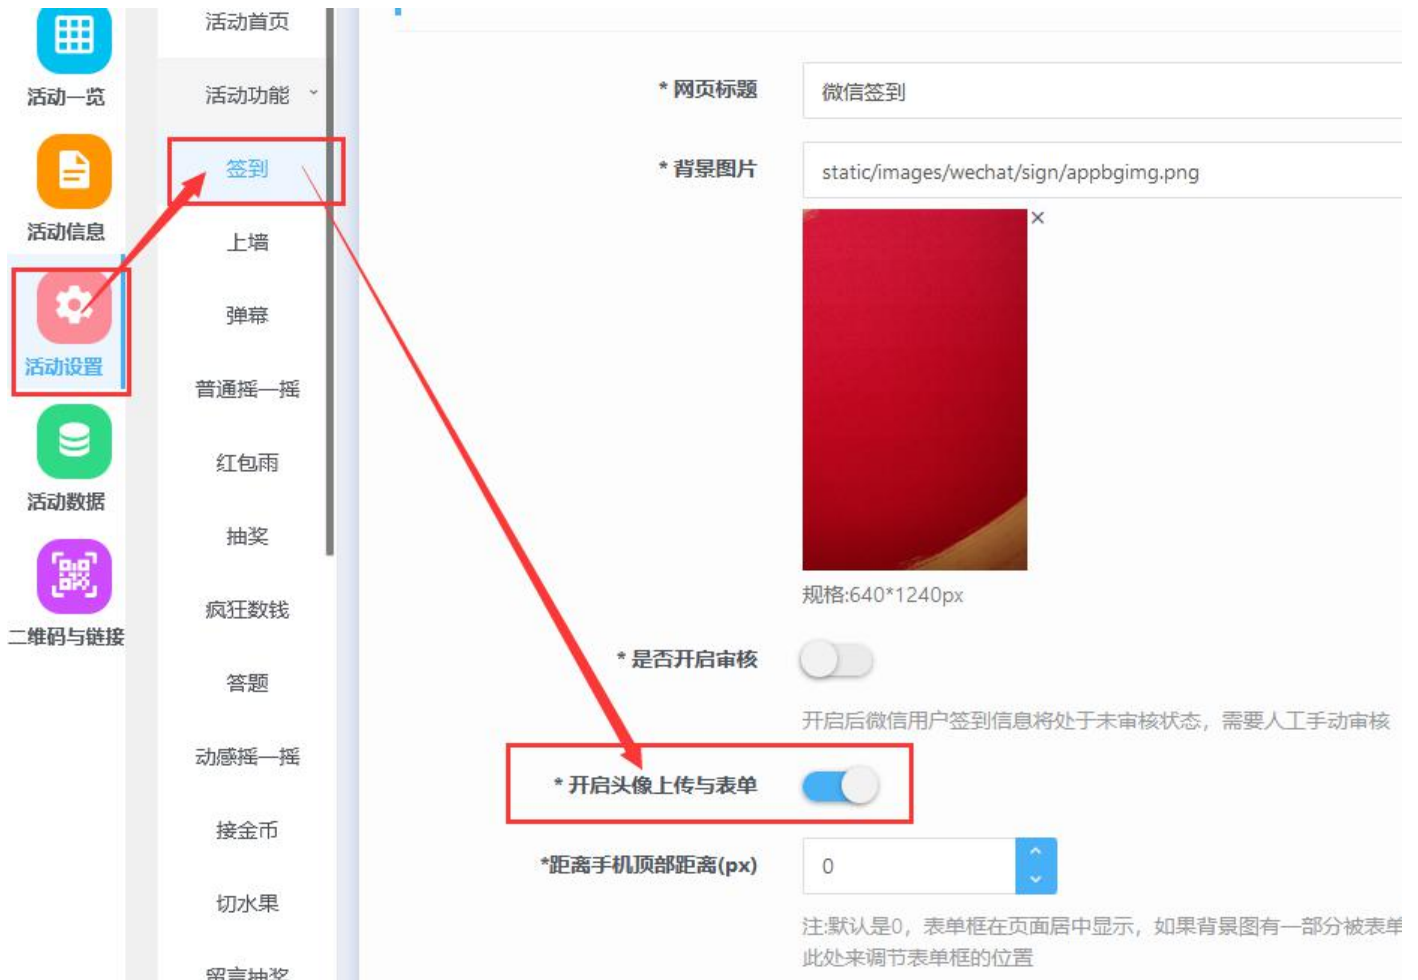 活动一览
活动信息
活动设置
活动数据
二维码与链接
活动首页
活动功能
签到
上墙
弹幕
普通摇一摇
红包雨
抽奖
疯狂数钱
答题
动感摇一摇
接金币
切水果
留言抽奖
* 网页标题
微信签到
* 背景图片
static/images/wechat/sign/appbgimg.png
规格:640*1240px
* 是否开启审核
开启后微信用户签到信息将处于未审核状态，需要人工手动审核
* 开启头像上传与表单
*距离手机顶部距离(px)
0
注:默认是0，表单框在页面居中显示，如果背景图有一部分被表单
此处来调节表单框的位置